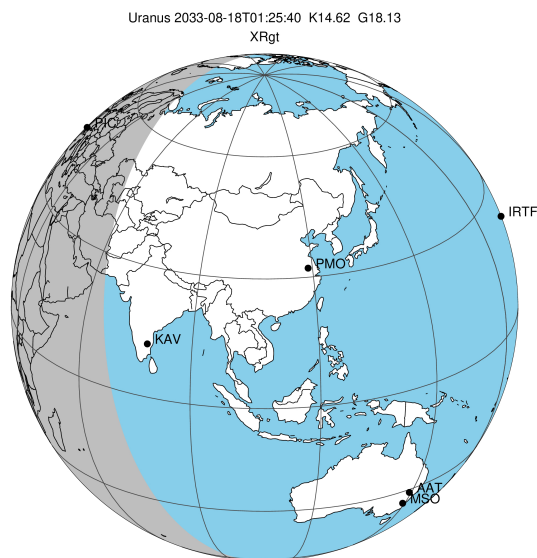 Uranus 2033-08-18T01:25:40 K14.62 G18.13
XRgt
PIC
IRTF
PMO
KAV
AAT
MSO